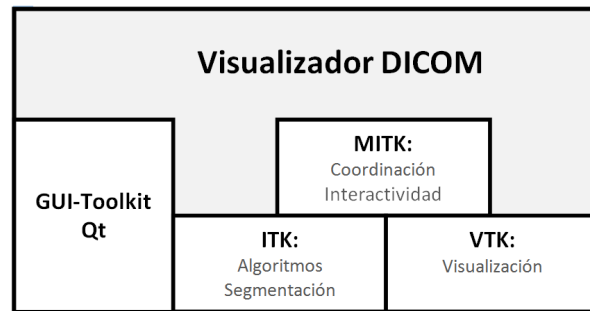 Visualizador DICOM
GUI-Toolkit
Qt
MITK:
Coordinación
Interactividad
ITK:
Algoritmos
Segmentación
VTK:
Visualización